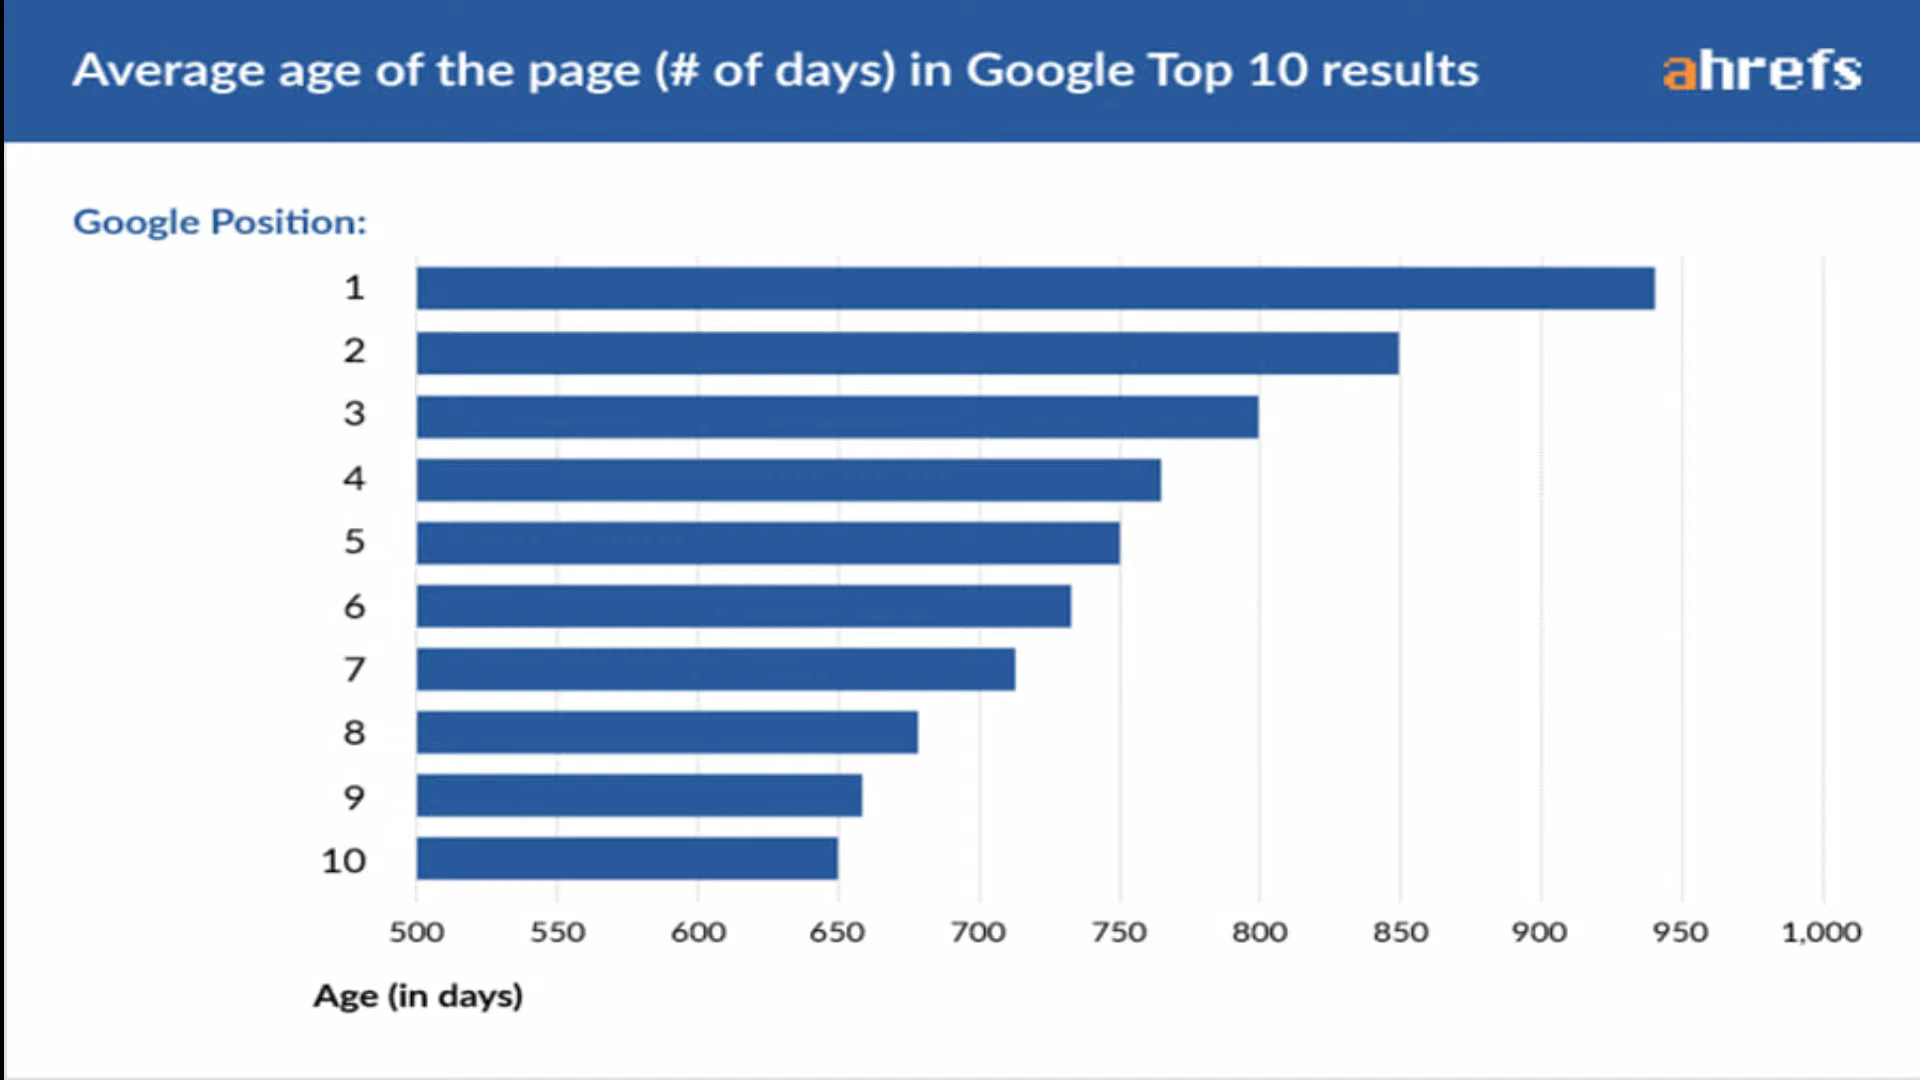 Average age of the page (# of days) in Google Top 10 results
ahrefs
Google Position:
1
2
3
4
5
6
7
8
9
10
500 550 600 650 700 750 800 850 900 950 1,000
Age (in days)